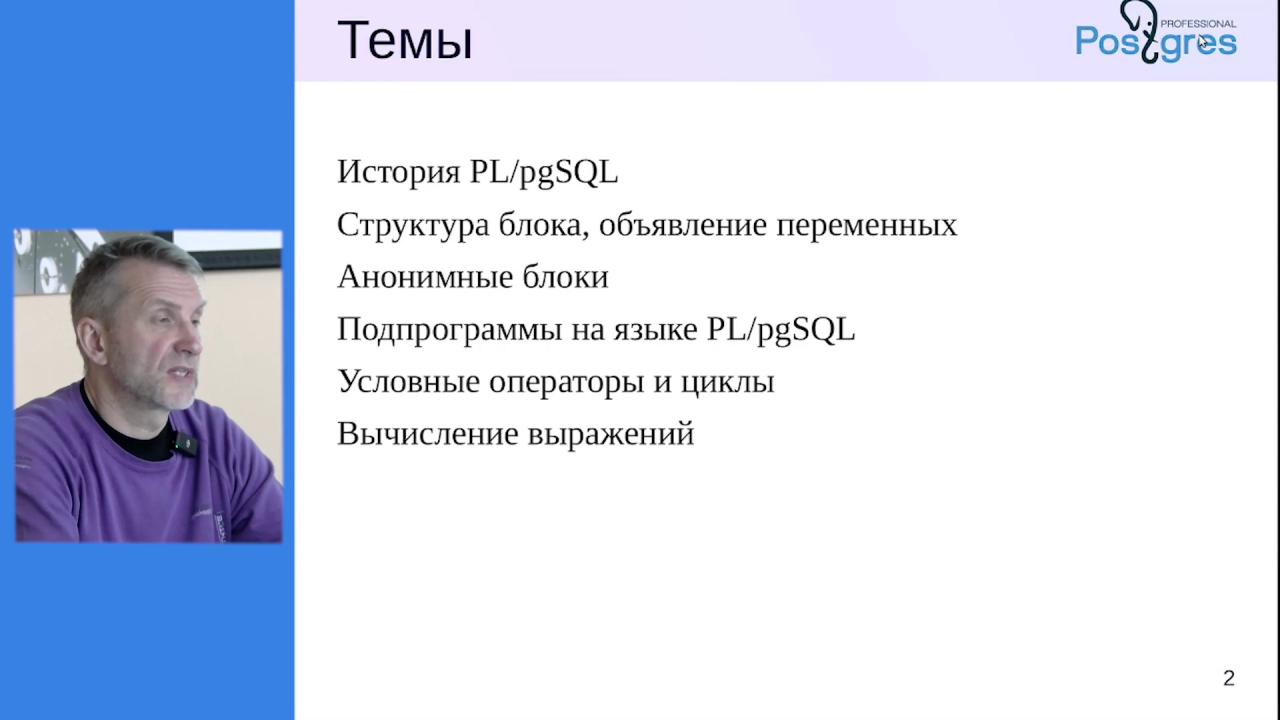 Темы
PROFESSIONAL
Postgres
История PL/pgSQL
Структура блока, объявление переменных
Анонимные блоки
Подпрограммы на языке PL/pgSQL
Условные операторы и циклы
Вычисление выражений
2